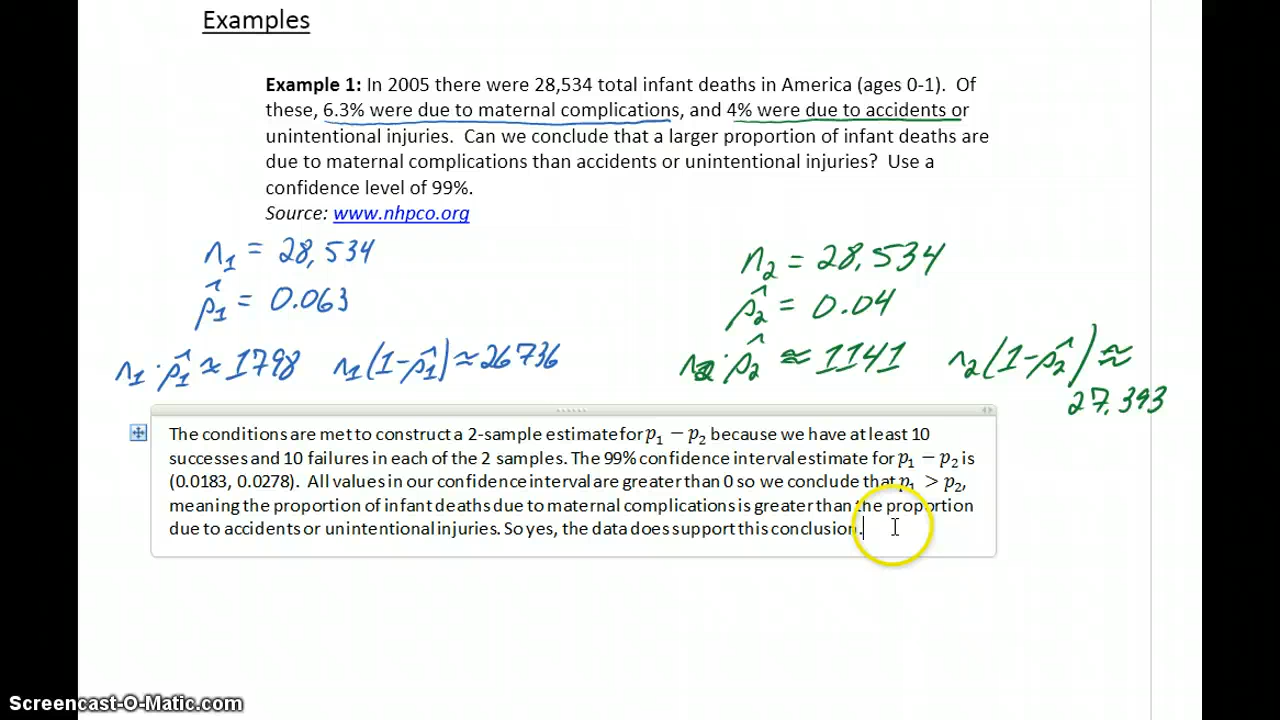 Examples
Example 1: In 2005 there were 28,534 total infant deaths in America (ages 0-1). Of
these, 6.3% were due to maternal complications, and 4% were due to accidents or
unintentional injuries. Can we conclude that a larger proportion of infant deaths are
due to maternal complications than accidents or unintentional injuries? Use a
confidence level of 99%.
Source: www.nhpco.org
n₁ = 28,534
n₂ = 28,534
p̂₁ = 0.063
p̂₂ = 0.04
n₁·p̂₁ ≈ 1798 n₁(1-p̂₁) ≈ 26736
n₂·p̂₂ ≈ 1141 n₂(1-p̂₂) ≈
27,393
The conditions are met to construct a 2-sample estimate for p₁ − p₂ because we have at least 10
successes and 10 failures in each of the 2 samples. The 99% confidence interval estimate for p₁ − p₂ is
(0.0183, 0.0278). All values in our confidence interval are greater than 0 so we conclude that p₁ > p₂,
meaning the proportion of infant deaths due to maternal complications is greater than the proportion
due to accidents or unintentional injuries. So yes, the data does support this conclusion.
Screencast-O-Matic.com